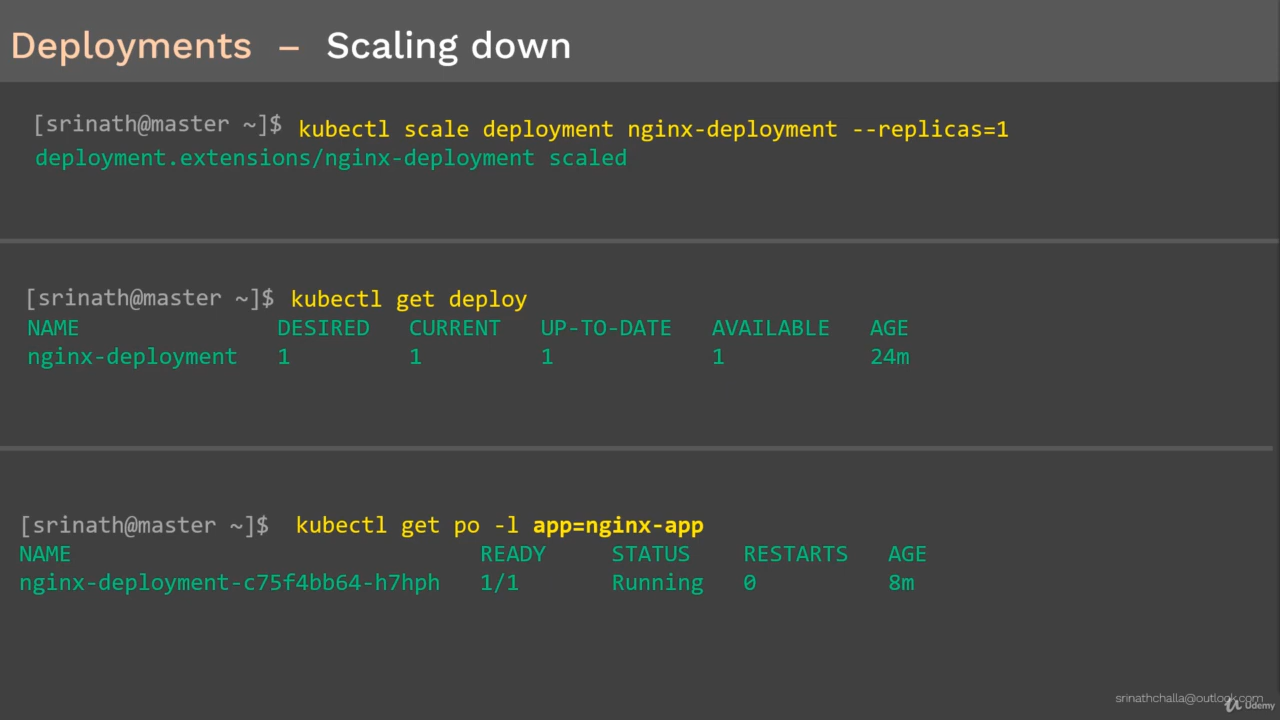 Deployments – Scaling down
[srinath@master ~]$ kubectl scale deployment nginx-deployment --replicas=1
deployment.extensions/nginx-deployment scaled
[srinath@master ~]$ kubectl get deploy
NAME DESIRED CURRENT UP-TO-DATE AVAILABLE AGE
nginx-deployment 1 1 1 1 24m
[srinath@master ~]$ kubectl get po -l app=nginx-app
NAME READY STATUS RESTARTS AGE
nginx-deployment-c75f4bb64-h7hph 1/1 Running 0 8m
srinathchalla@outlook.com
Udemy